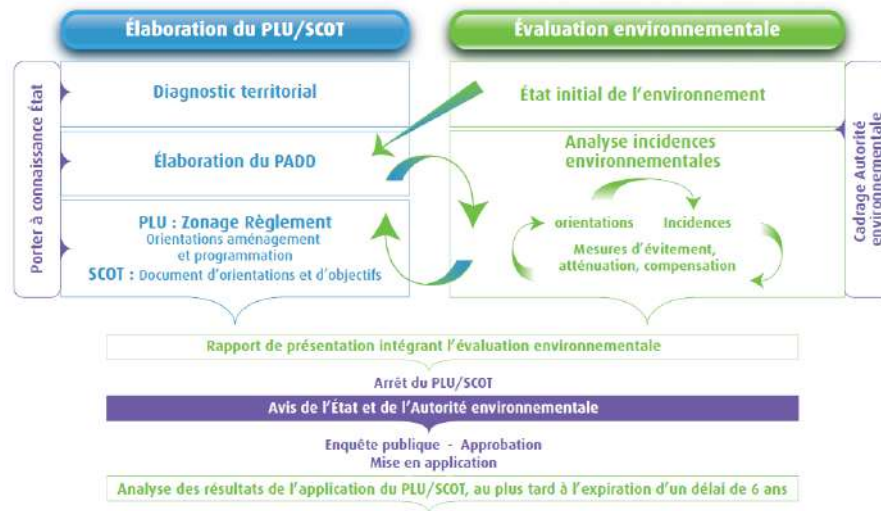 Élaboration du PLU/SCOT
Évaluation environnementale
Porter à connaissance État
Diagnostic territorial
Élaboration du PADD
PLU : Zonage Règlement
Orientations aménagement
et programmation
SCOT : Document d'orientations et d'objectifs
État initial de l'environnement
Analyse incidences
environnementales
orientations
Incidences
Mesures d'évitement,
atténuation, compensation
Cadrage Autorité
environnementale
Rapport de présentation intégrant l'évaluation environnementale
Arrêt du PLU/SCOT
Avis de l'État et de l'Autorité environnementale
Enquête publique - Approbation
Mise en application
Analyse des résultats de l'application du PLU/SCOT, au plus tard à l'expiration d'un délai de 6 ans